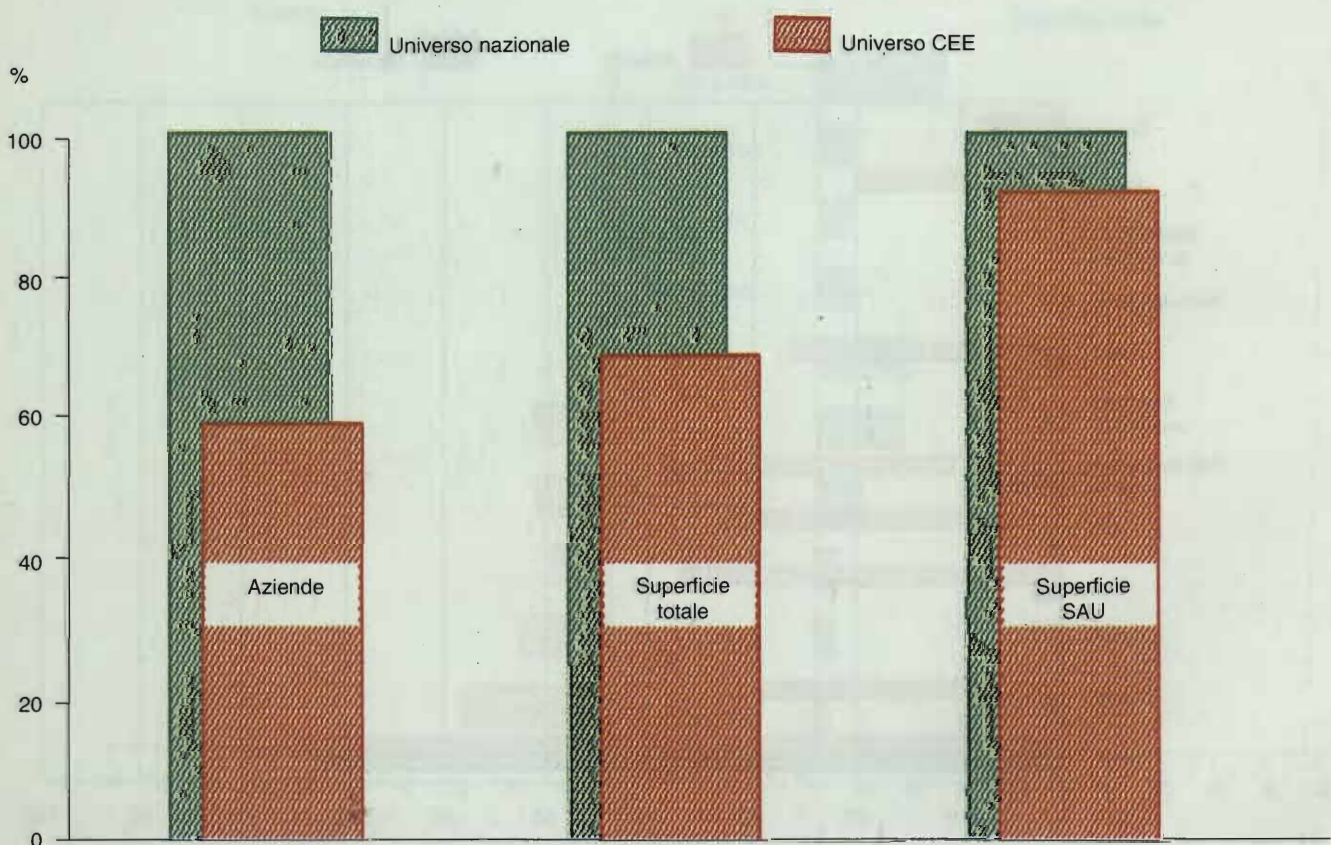 Universo nazionale
Universo CEE
%
100
80
60
40
20
0
Aziende
Superficie
totale
Superficie
SAU